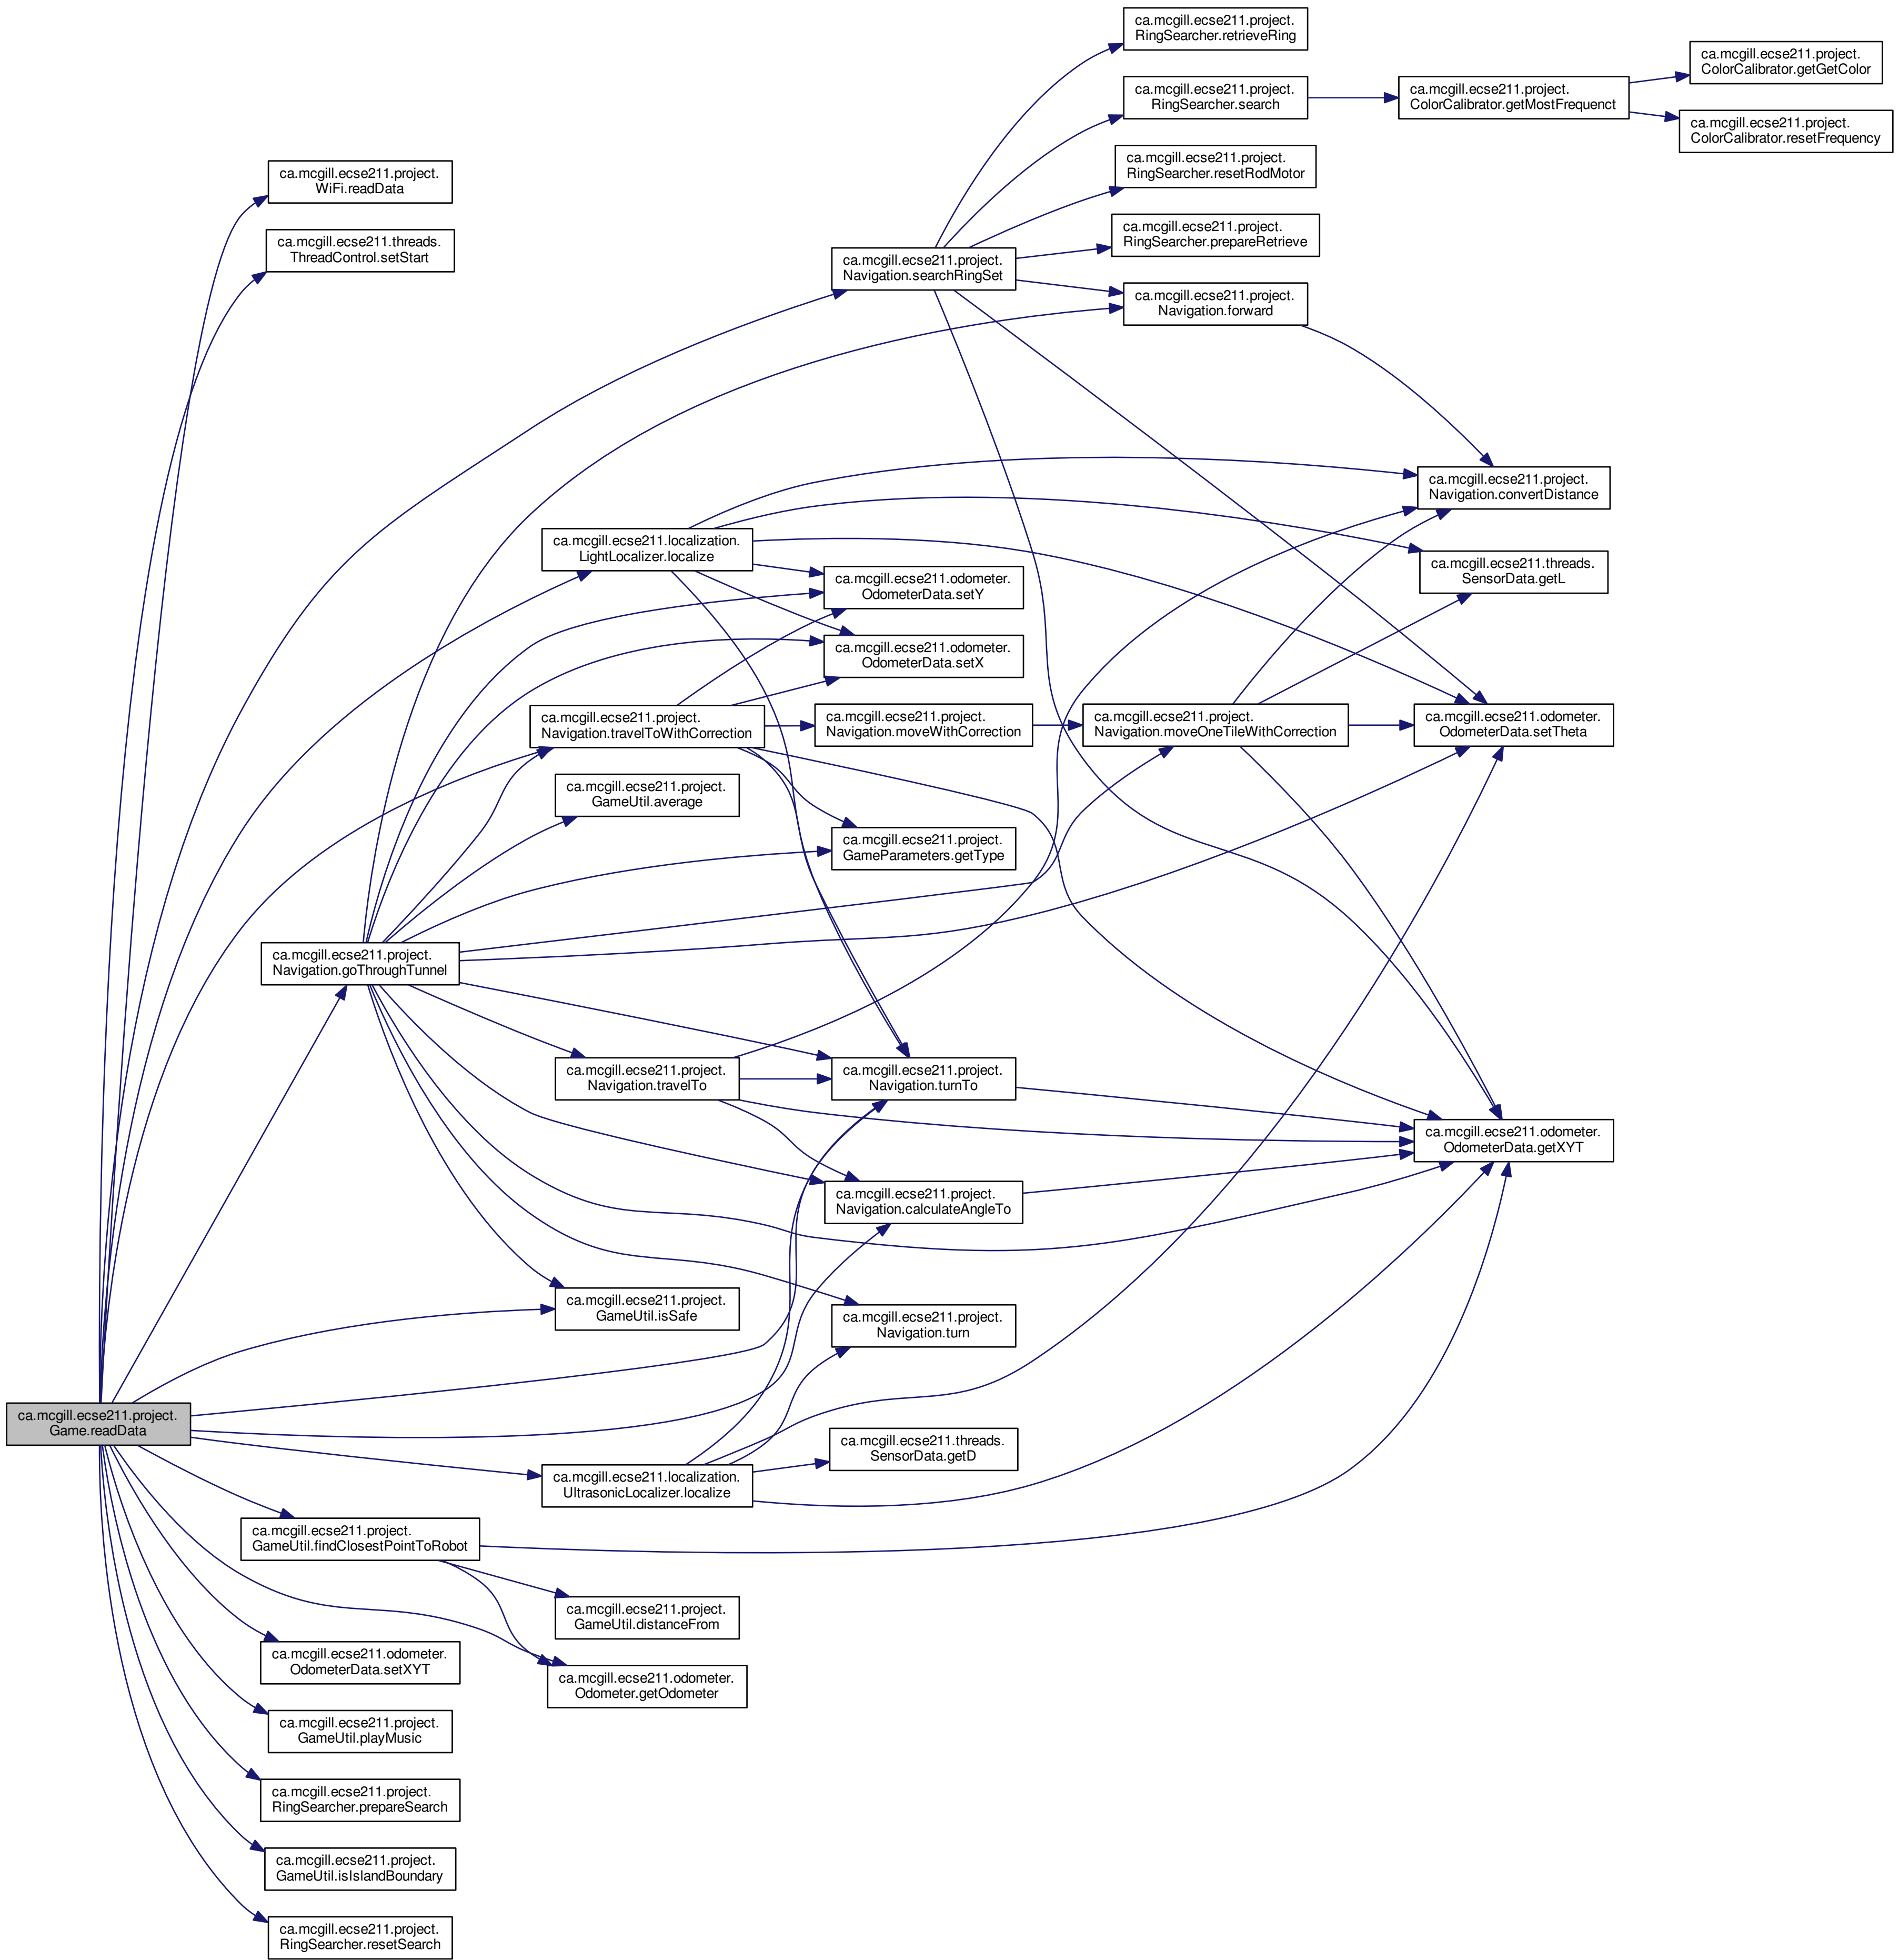 ca.mcgill.ecse211.project.
RingSearcher.retrieveRing
ca.mcgill.ecse211.project.
ColorCalibrator.getGetColor
ca.mcgill.ecse211.project.
RingSearcher.search
ca.mcgill.ecse211.project.
ColorCalibrator.getMostFrequenct
ca.mcgill.ecse211.project.
ColorCalibrator.resetFrequency
ca.mcgill.ecse211.project.
WiFi.readData
ca.mcgill.ecse211.project.
RingSearcher.resetRodMotor
ca.mcgill.ecse211.threads.
ThreadControl.setStart
ca.mcgill.ecse211.project.
RingSearcher.prepareRetrieve
ca.mcgill.ecse211.project.
Navigation.searchRingSet
ca.mcgill.ecse211.project.
Navigation.forward
ca.mcgill.ecse211.project.
Navigation.convertDistance
ca.mcgill.ecse211.localization.
LightLocalizer.localize
ca.mcgill.ecse211.threads.
SensorData.getL
ca.mcgill.ecse211.odometer.
OdometerData.setY
ca.mcgill.ecse211.odometer.
OdometerData.setX
ca.mcgill.ecse211.project.
Navigation.travelToWithCorrection
ca.mcgill.ecse211.project.
Navigation.moveWithCorrection
ca.mcgill.ecse211.project.
Navigation.moveOneTileWithCorrection
ca.mcgill.ecse211.odometer.
OdometerData.setTheta
ca.mcgill.ecse211.project.
GameUtil.average
ca.mcgill.ecse211.project.
GameParameters.getType
ca.mcgill.ecse211.project.
Navigation.goThroughTunnel
ca.mcgill.ecse211.project.
Navigation.travelTo
ca.mcgill.ecse211.project.
Navigation.turnTo
ca.mcgill.ecse211.odometer.
OdometerData.getXYT
ca.mcgill.ecse211.project.
Navigation.calculateAngleTo
ca.mcgill.ecse211.project.
GameUtil.isSafe
ca.mcgill.ecse211.project.
Navigation.turn
ca.mcgill.ecse211.project.
Game.readData
ca.mcgill.ecse211.threads.
SensorData.getD
ca.mcgill.ecse211.localization.
UltrasonicLocalizer.localize
ca.mcgill.ecse211.project.
GameUtil.findClosestPointToRobot
ca.mcgill.ecse211.project.
GameUtil.distanceFrom
ca.mcgill.ecse211.odometer.
OdometerData.setXYT
ca.mcgill.ecse211.odometer.
Odometer.getOdometer
ca.mcgill.ecse211.project.
GameUtil.playMusic
ca.mcgill.ecse211.project.
RingSearcher.prepareSearch
ca.mcgill.ecse211.project.
GameUtil.isIslandBoundary
ca.mcgill.ecse211.project.
RingSearcher.resetSearch